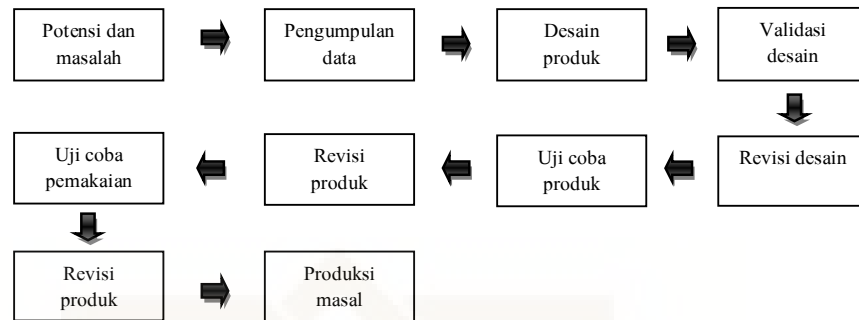 Potensi dan
masalah
Pengumpulan
data
Desain
produk
Validasi
desain
Revisi desain
Uji coba
produk
Revisi
produk
Uji coba
pemakaian
Revisi
produk
Produksi
masal